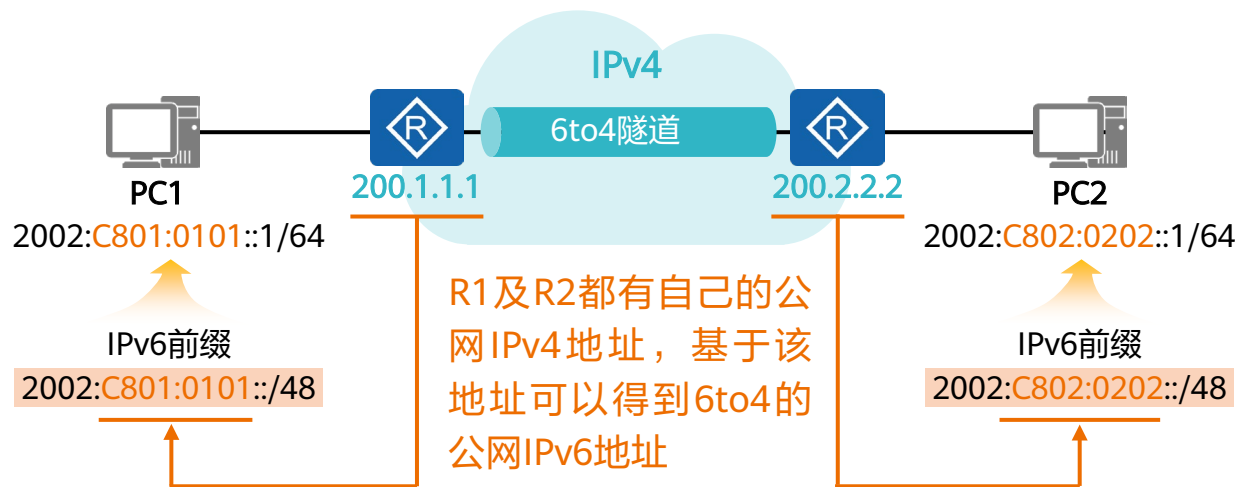 IPv4
R
6to4隧道
R
PC1
200.1.1.1
200.2.2.2
PC2
2002:C801:0101::1/64
2002:C802:0202::1/64
R1及R2都有自己的公
网IPv4地址，基于该
地址可以得到6to4的
公网IPv6地址
IPv6前缀
2002:C801:0101::/48
IPv6前缀
2002:C802:0202::/48